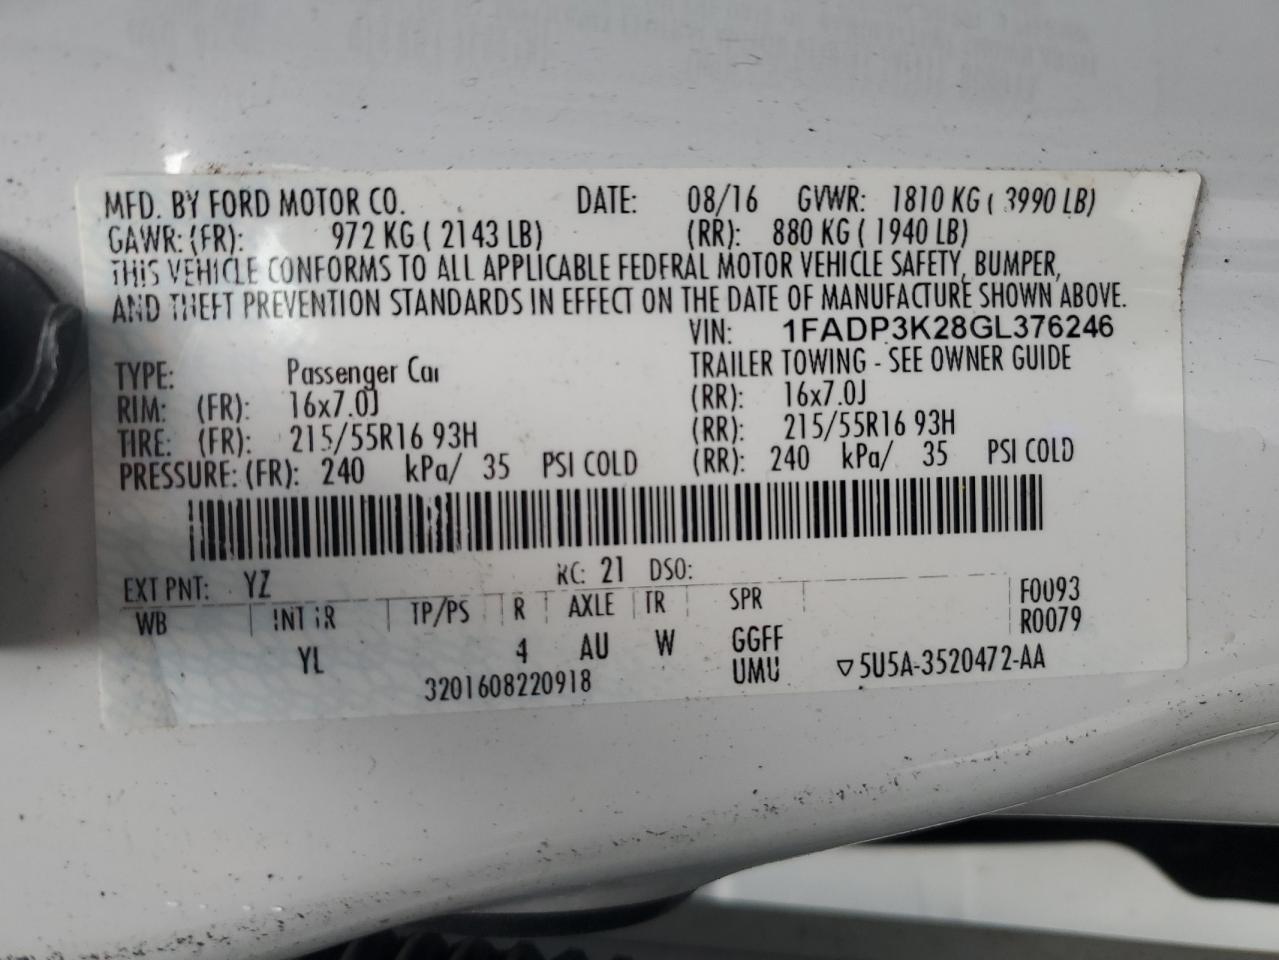 MFD. BY FORD MOTOR CO. DATE: 08/16 GVWR: 1810 KG ( 3990 LB)
GAWR: (FR): 972 KG ( 2143 LB) (RR): 880 KG ( 1940 LB)
THIS VEHICLE CONFORMS TO ALL APPLICABLE FEDERAL MOTOR VEHICLE SAFETY, BUMPER,
AND THEFT PREVENTION STANDARDS IN EFFECT ON THE DATE OF MANUFACTURE SHOWN ABOVE.
VIN: 1FADP3K28GL376246
TYPE: Passenger Car TRAILER TOWING - SEE OWNER GUIDE
RIM: (FR): 16x7.0J (RR): 16x7.0J
TIRE: (FR): 215/55R16 93H (RR): 215/55R16 93H
PRESSURE: (FR): 240 kPa/ 35 PSI COLD (RR): 240 kPa/ 35 PSI COLD
EXT PNT: YZ RC: 21 DSO:
WB INT TR TP/PS R AXLE TR SPR F0093
R0079
YL 4 AU W GGFF
UMU ▽5U5A-3520472-AA
3201608220918